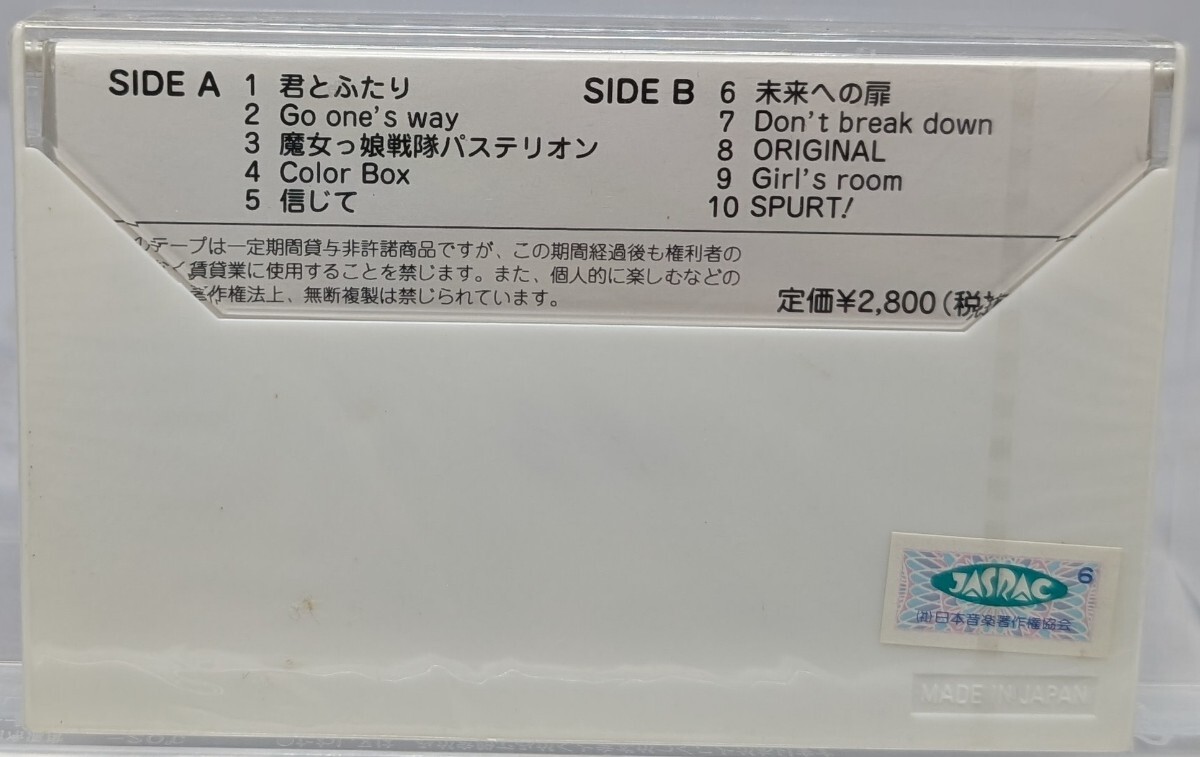 SIDE A
1 君とふたり
2 Go one's way
3 魔女っ娘戦隊パステリオン
4 Color Box
5 信じて
SIDE B
6 未来への扉
7 Don't break down
8 ORIGINAL
9 Girl's room
10 SPURT!
テープは一定期間貸与非許諾商品ですが、この期間経過後も権利者の
く賃貸業に使用することを禁じます。また、個人的に楽しむなどの
著作権法上、無断複製は禁じられています。
定価¥2,800(税
JASRAC
6
(社)日本音楽著作権協会
MADE IN JAPAN